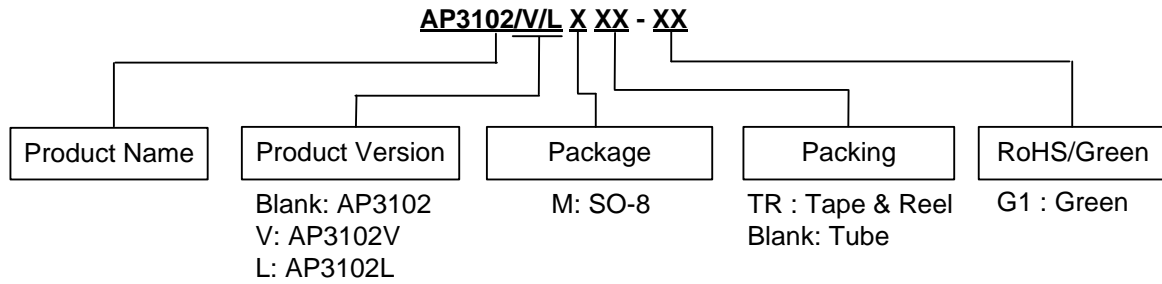 AP3102/V/L X XX - XX
Product Name
Product Version
Package
Packing
RoHS/Green
Blank: AP3102
V: AP3102V
L: AP3102L
M: SO-8
TR : Tape & Reel
Blank: Tube
G1 : Green